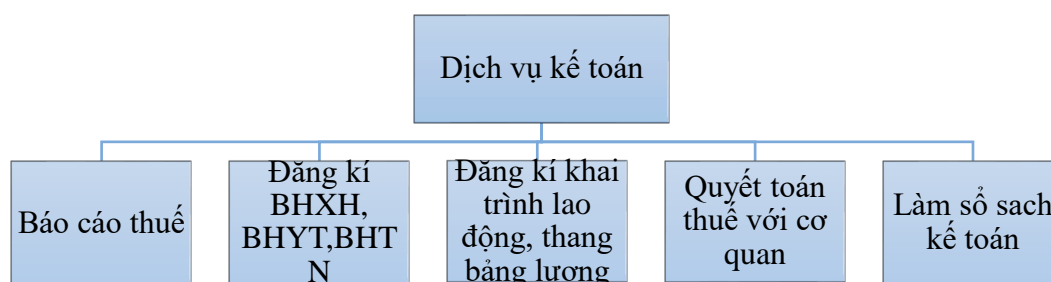 Dịch vụ kế toán
Báo cáo thuế
Đăng kí
BHXH,
BHYT,BHT
N
Đăng kí khai
trình lao
động, thang
bảng lương
Quyết toán
thuế với cơ
quan
Làm sổ sach
kế toán